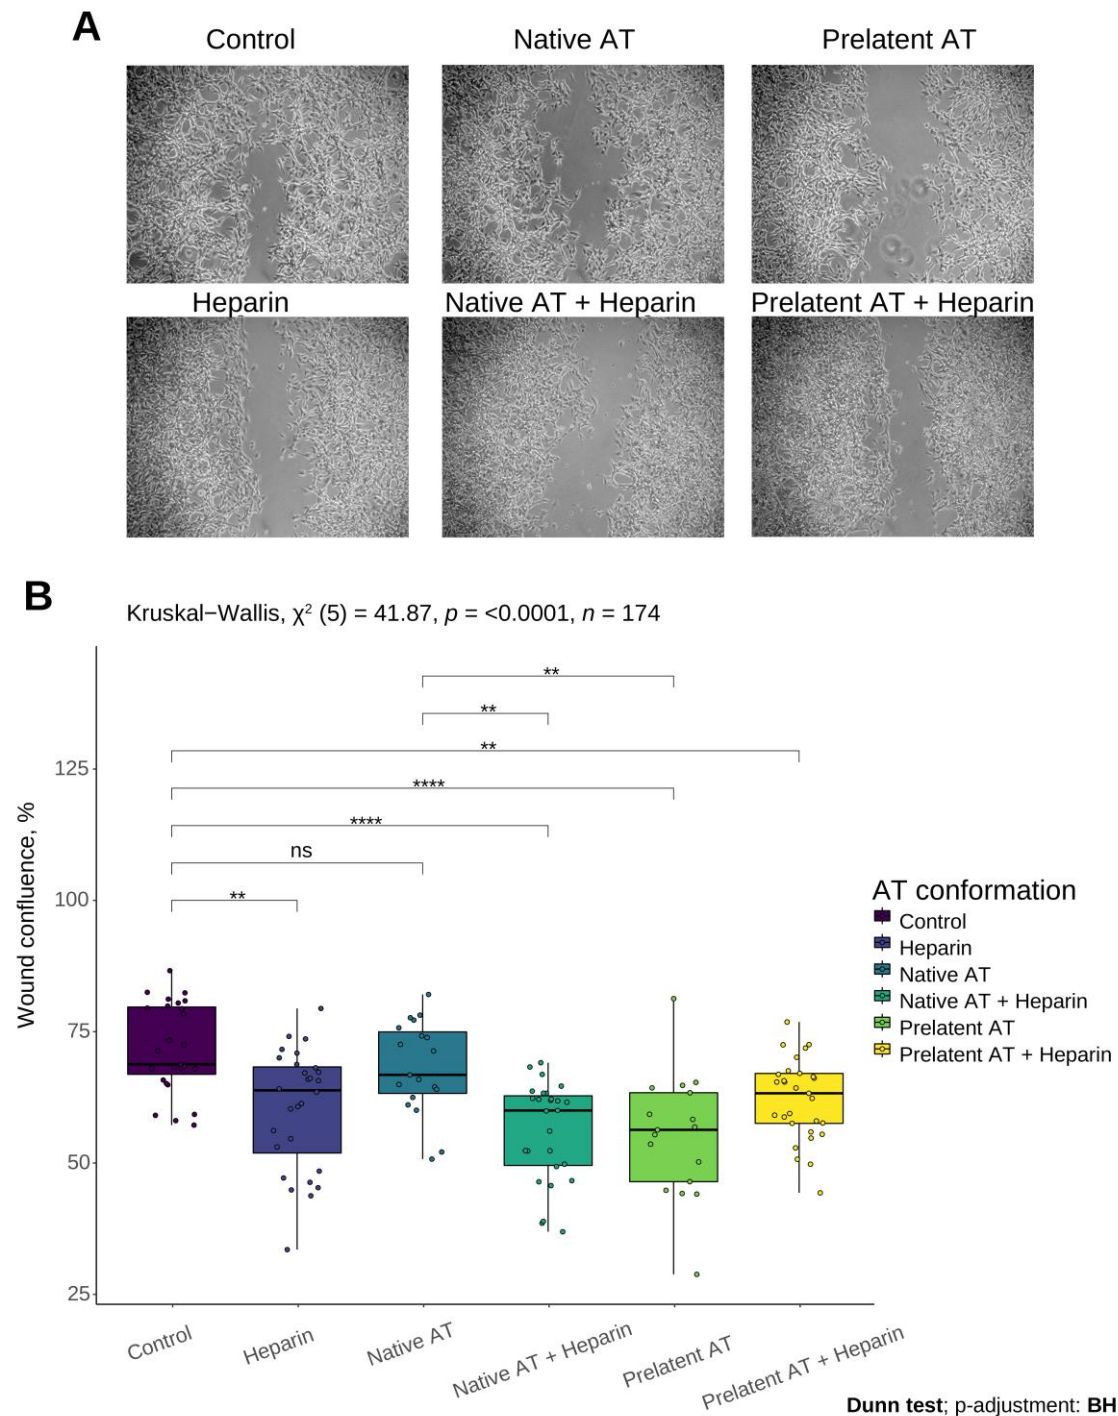 A
Control
Native AT
Prelatent AT
Heparin
Native AT + Heparin
Prelatent AT + Heparin
B
Kruskal−Wallis, χ² (5) = 41.87, p = <0.0001, n = 174
**
**
**
****
****
ns
**
Wound confluence, %
125
100
75
50
25
Control
Heparin
Native AT
Native AT + Heparin
Prelatent AT
Prelatent AT + Heparin
AT conformation
Control
Heparin
Native AT
Native AT + Heparin
Prelatent AT
Prelatent AT + Heparin
Dunn test; p-adjustment: BH